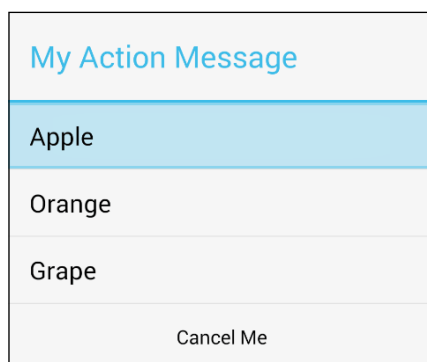 My Action Message
Apple
Orange
Grape
Cancel Me